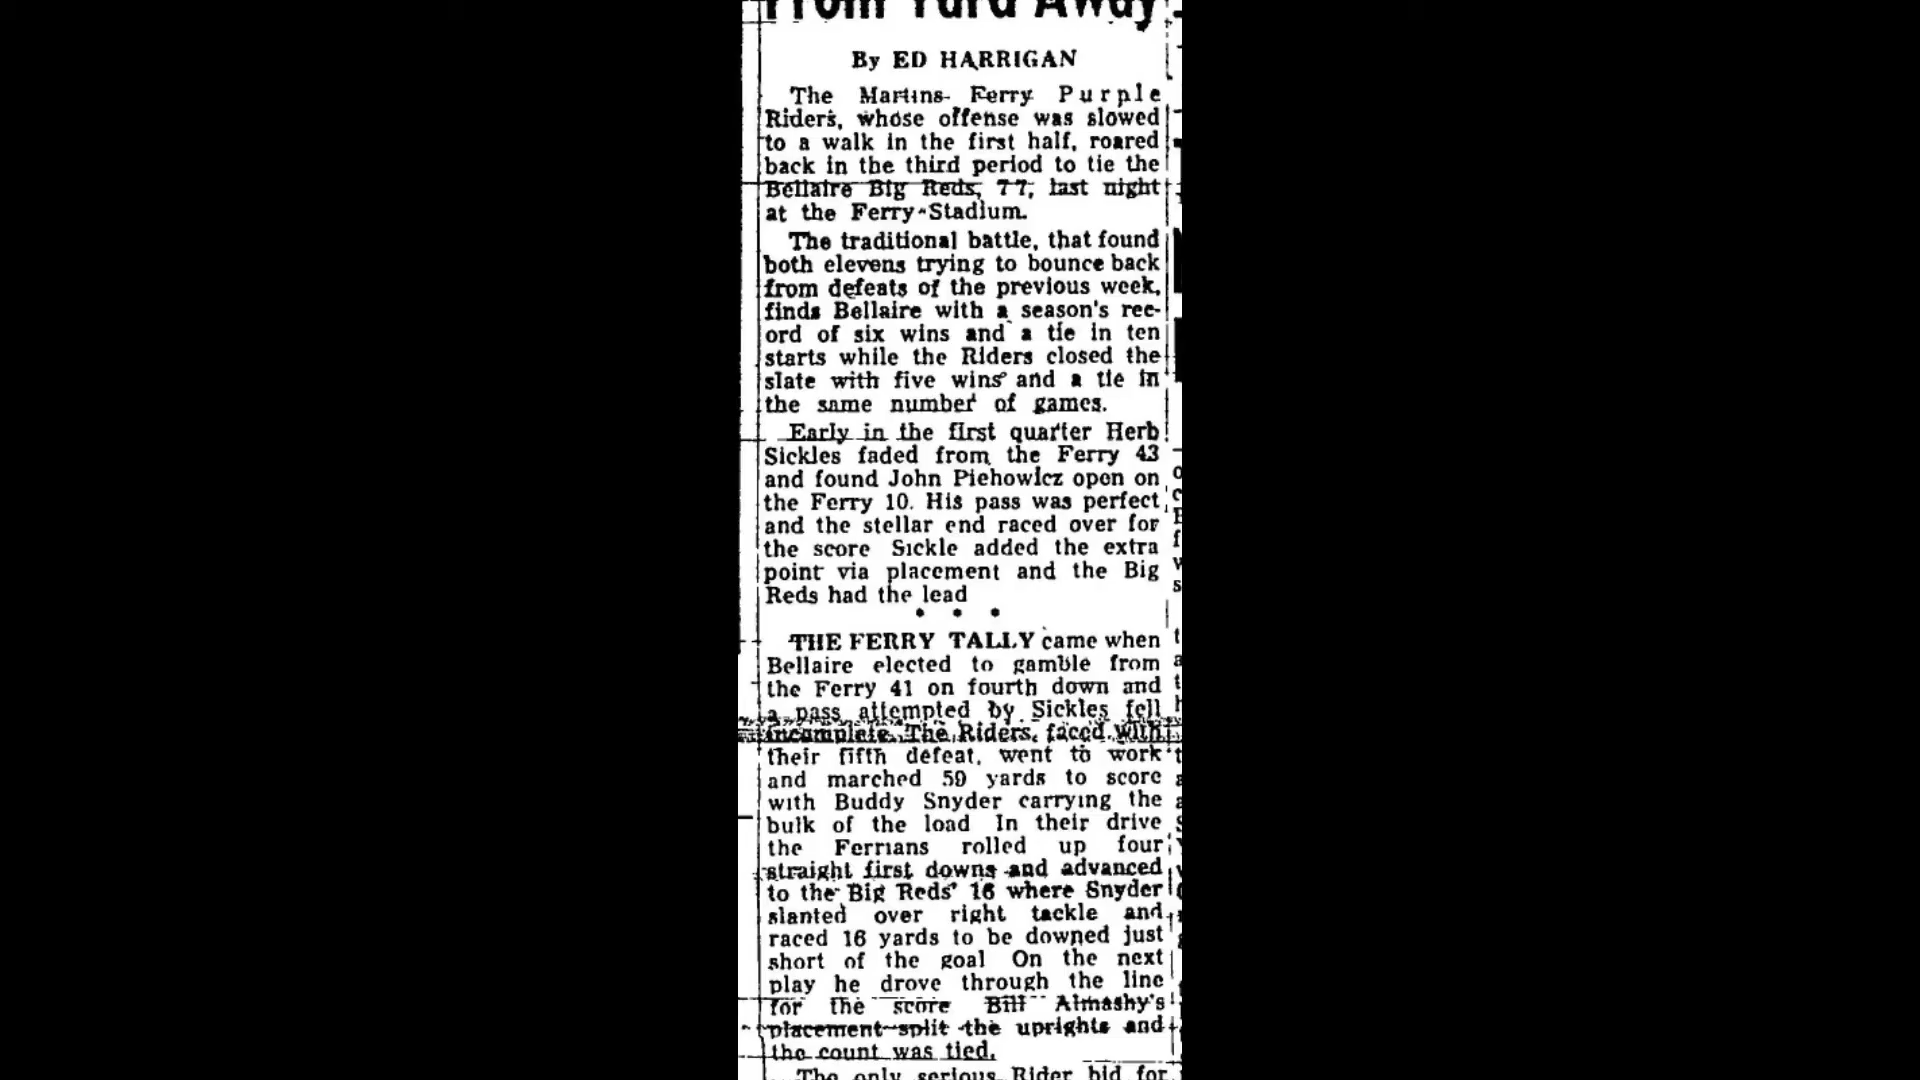 From Yard Away
By ED HARRIGAN
The Martins Ferry Purple
Riders, whose offense was slowed
to a walk in the first half, roared
back in the third period to tie the
Bellaire Big Reds, 7 7, last night
at the Ferry-Stadium.
The traditional battle, that found
both elevens trying to bounce back
from defeats of the previous week,
finds Bellaire with a season's rec-
ord of six wins and a tie in ten
starts while the Riders closed the
slate with five wins and a tie in
the same number of games.
Early in the first quarter Herb
Sickles faded from the Ferry 43
and found John Piehowicz open on
the Ferry 10. His pass was perfect
and the stellar end raced over for
the score Sickle added the extra
point via placement and the Big
Reds had the lead
• • •
THE FERRY TALLY came when
Bellaire elected to gamble from
the Ferry 41 on fourth down and
a pass attempted by Sickles fell
incomplete. The Riders, faced with
their fifth defeat, went to work
and marched 59 yards to score
with Buddy Snyder carrying the
bulk of the load In their drive
the Ferrians rolled up four
straight first downs and advanced
to the Big Reds' 16 where Snyder
slanted over right tackle and
raced 16 yards to be downed just
short of the goal On the next
play he drove through the line
for the score Bill Almashy's
placement split the uprights and
the count was tied.
The only serious Rider bid for